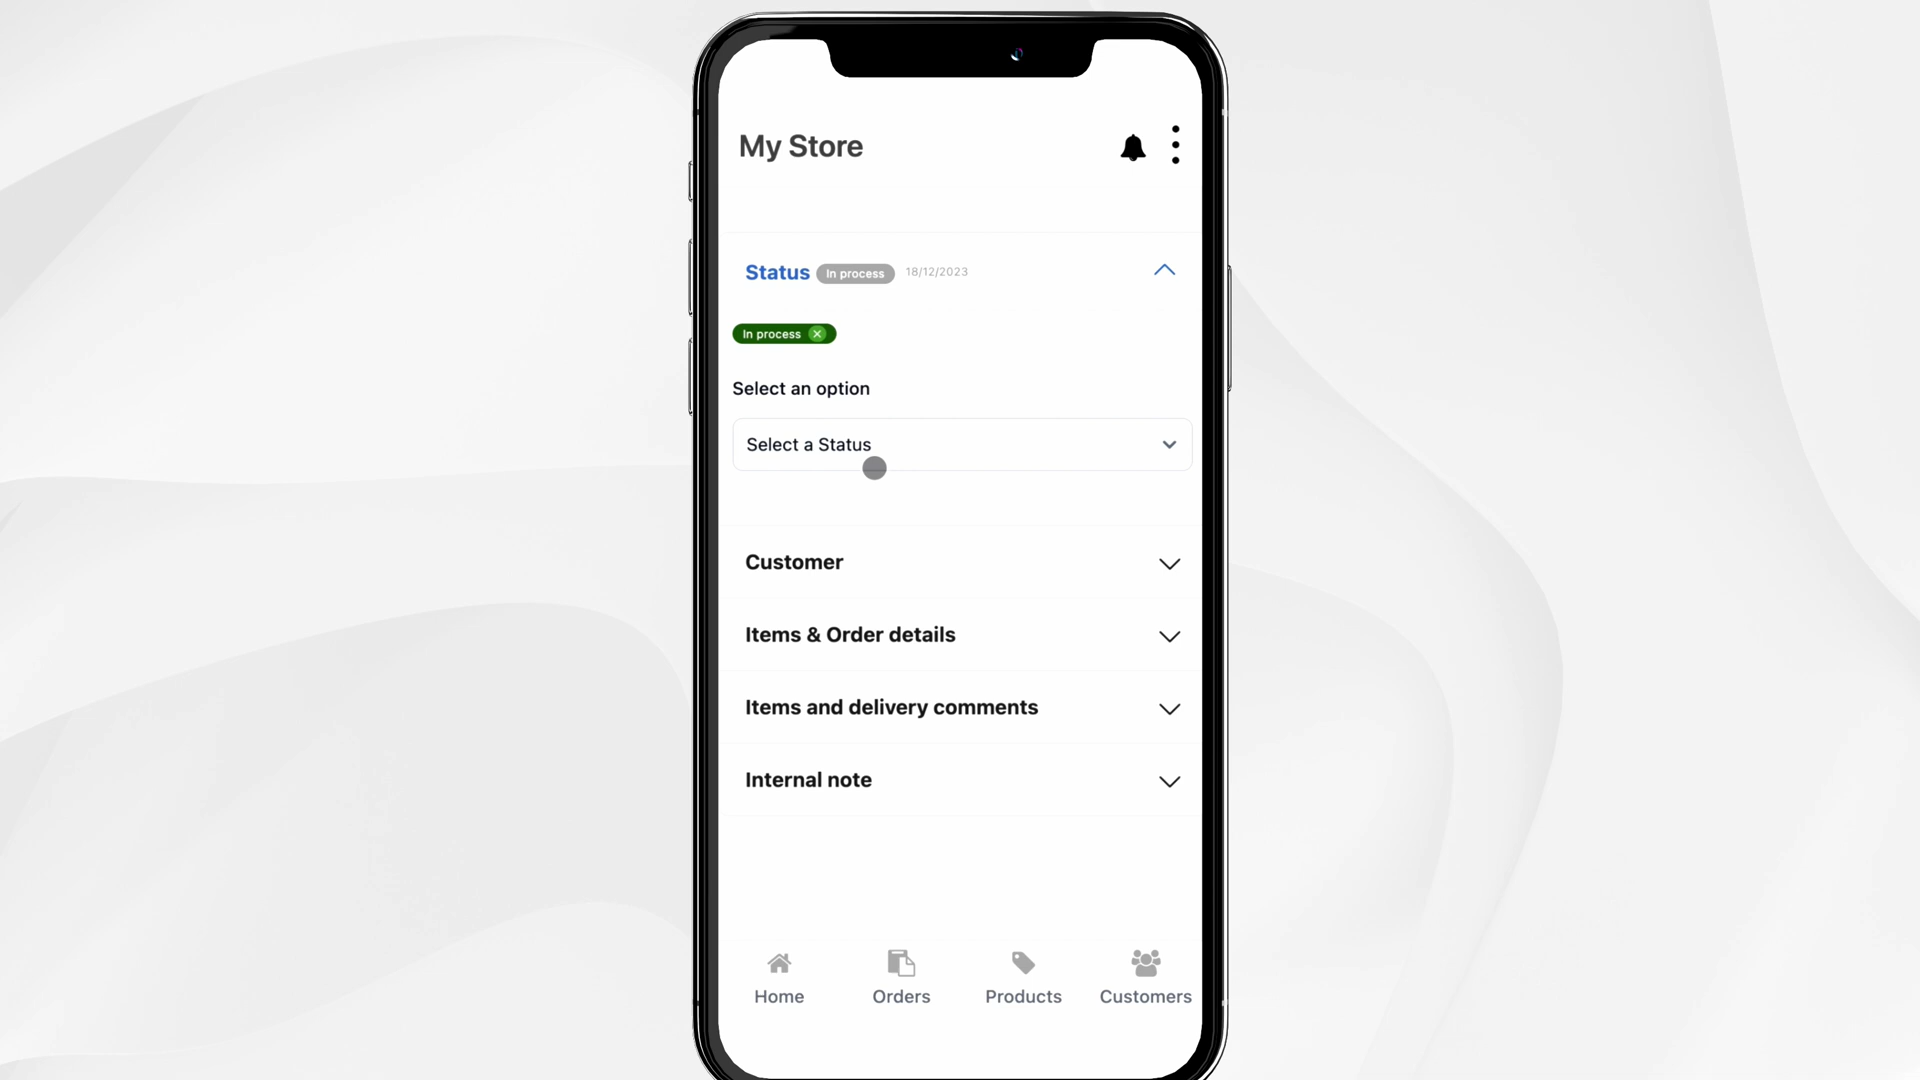 My Store
Status In process 18/12/2023
In process
Select an option
Select a Status
Customer
Items & Order details
Items and delivery comments
Internal note
Home Orders Products Customers